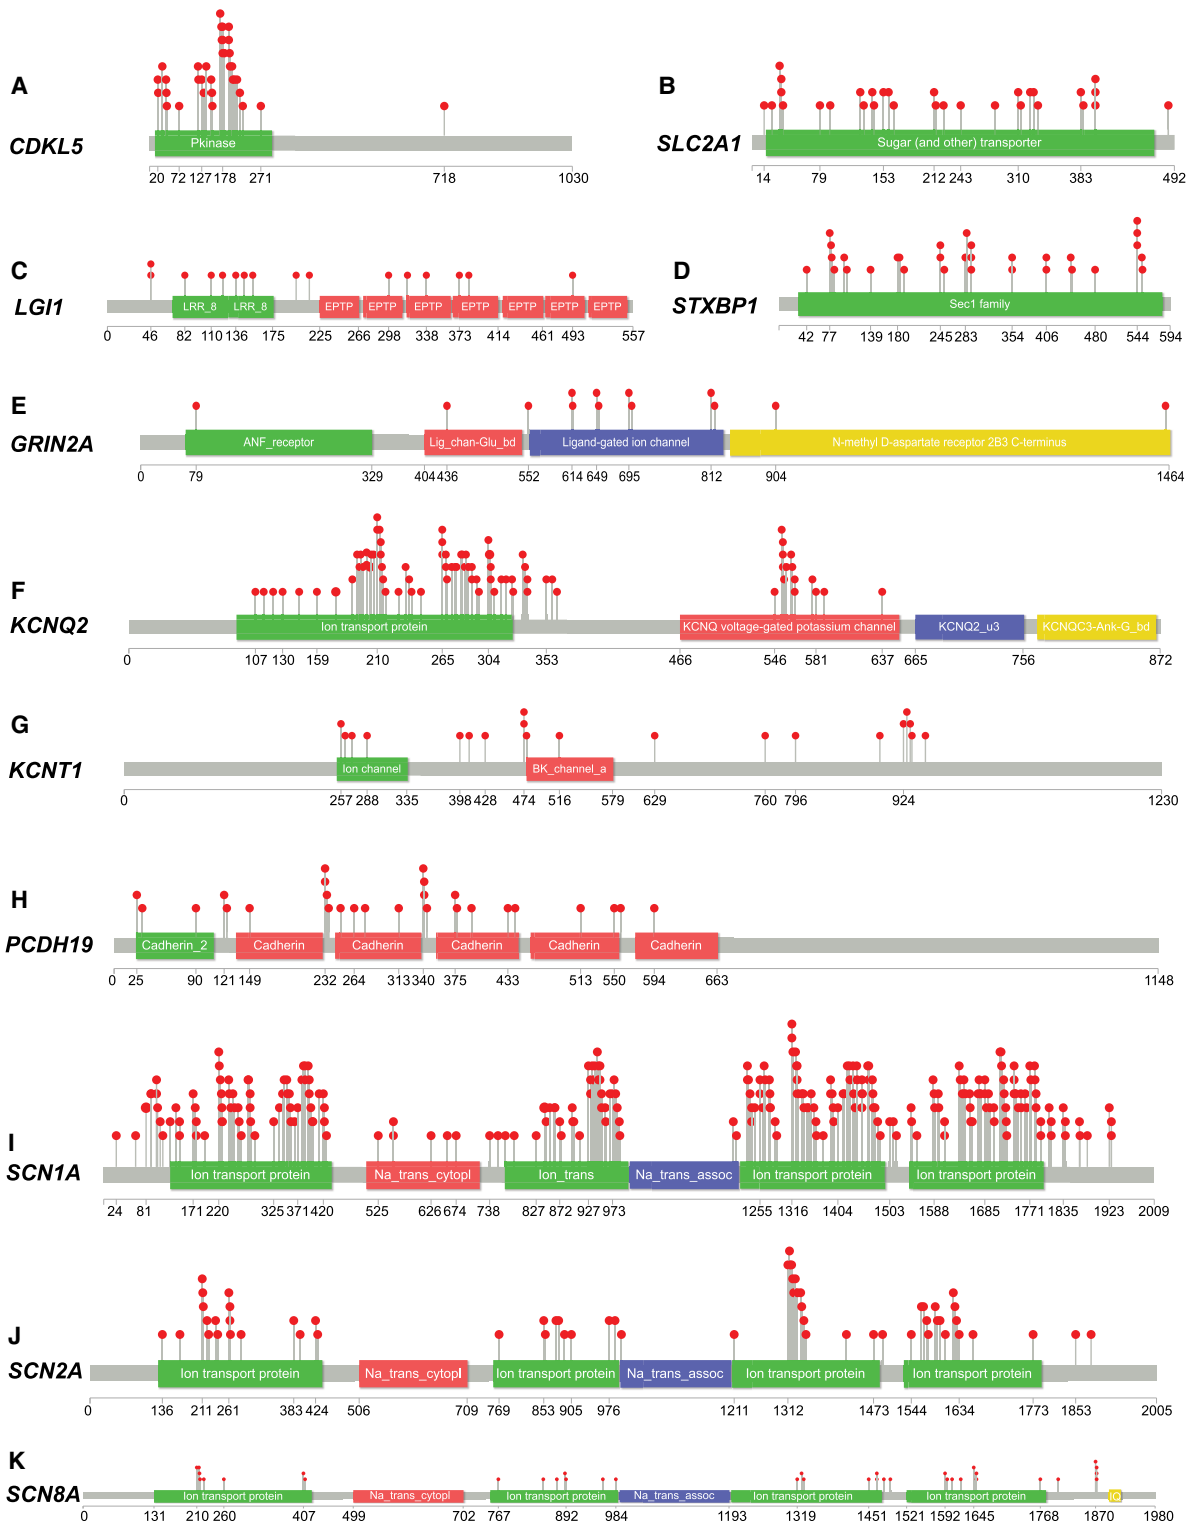 A
CDKL5
Pkinase
20 72 127 178 271 718 1030
B
SLC2A1
Sugar (and other) transporter
14 79 153 212 243 310 383 492
C
LGI1
LRR_8 LRR_8 EPTP EPTP EPTP EPTP EPTP EPTP EPTP
0 46 82 110 136 175 225 266 298 338 373 414 461 493 557
D
STXBP1
Sec1 family
42 77 139 180 245 283 354 406 480 544 594
E
GRIN2A
ANF_receptor Lig_chan-Glu_bd Ligand-gated ion channel N-methyl D-aspartate receptor 2B3 C-terminus
0 79 329 404 436 552 614 649 695 812 904 1464
F
KCNQ2
Ion transport protein KCNQ voltage-gated potassium channel KCNQ2_u3 KCNQC3-Ank-G_bd
0 107 130 159 210 265 304 353 466 546 581 637 665 756 872
G
KCNT1
Ion channel BK_channel_a
0 257 288 335 398 428 474 516 579 629 760 796 924 1230
H
PCDH19
Cadherin_2 Cadherin Cadherin Cadherin Cadherin Cadherin
0 25 90 121 149 232 264 313 340 375 433 513 550 594 663 1148
I
SCN1A
Ion transport protein Na_trans_cytopl Ion_trans Na_trans_assoc Ion transport protein Ion transport protein
24 81 171 220 325 371 420 525 626 674 738 827 872 927 973 1255 1316 1404 1503 1588 1685 1771 1835 1923 2009
J
SCN2A
Ion transport protein Na_trans_cytopl Ion transport protein Na_trans_assoc Ion transport protein Ion transport protein
0 136 211 261 383 424 506 709 769 853 905 976 1211 1312 1473 1544 1634 1773 1853 2005
K
SCN8A
Ion transport protein Na_trans_cytopl Ion transport protein Na_trans_assoc Ion transport protein Ion transport protein IQ
0 131 210 260 407 499 702 767 892 984 1193 1319 1451 1521 1592 1645 1768 1870 1980